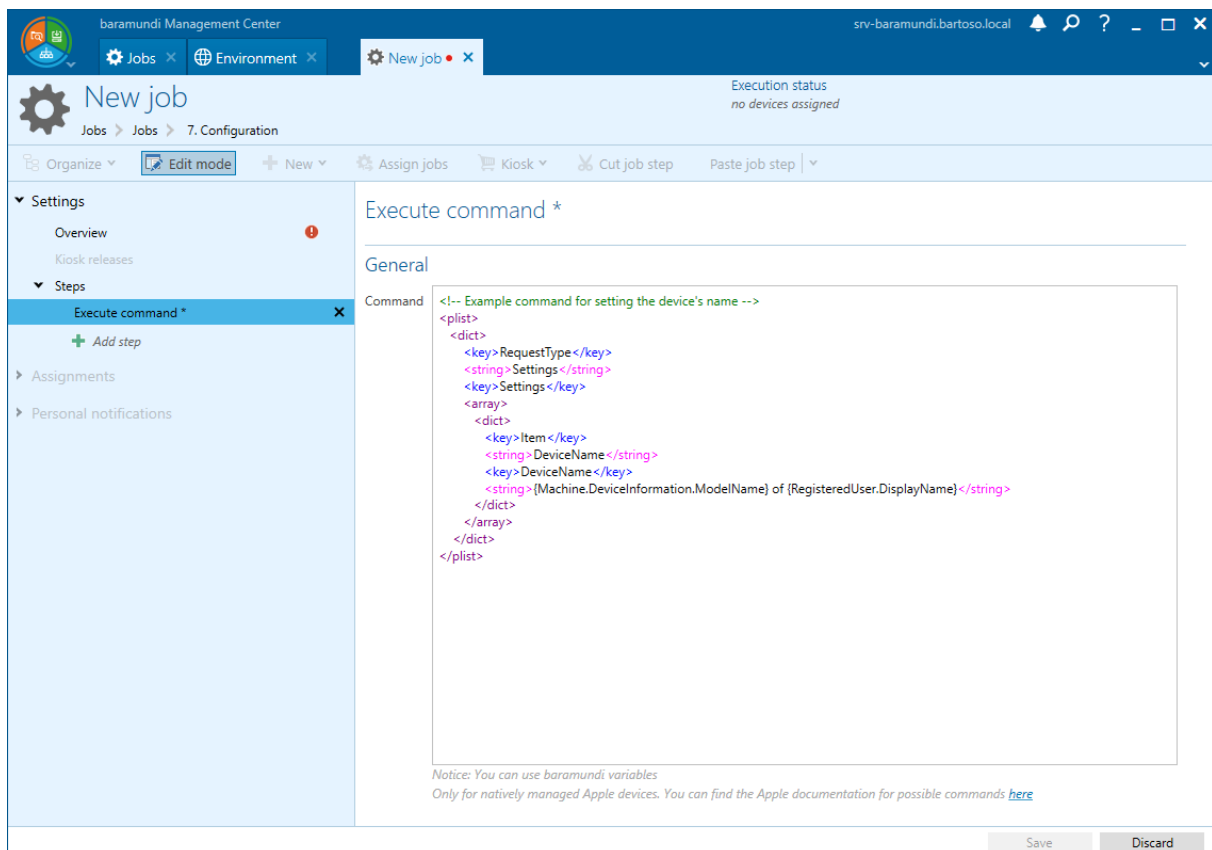 baramundi Management Center
srv-baramundi.bartoso.local ?
Jobs Environment New job
New job
Execution status
no devices assigned
Jobs > Jobs > 7. Configuration
Organize Edit mode New Assign jobs Kiosk Cut job step Paste job step
Settings
Overview
Kiosk releases
Steps
Execute command *
Add step
Assignments
Personal notifications
Execute command *
General
Command
<!-- Example command for setting the device's name -->
<plist>
<dict>
<key>RequestType</key>
<string>Settings</string>
<key>Settings</key>
<array>
<dict>
<key>Item</key>
<string>DeviceName</string>
<key>DeviceName</key>
<string>{Machine.DeviceInformation.ModelName} of {RegisteredUser.DisplayName}</string>
</dict>
</array>
</dict>
</plist>
Notice: You can use baramundi variables
Only for natively managed Apple devices. You can find the Apple documentation for possible commands here
Save Discard